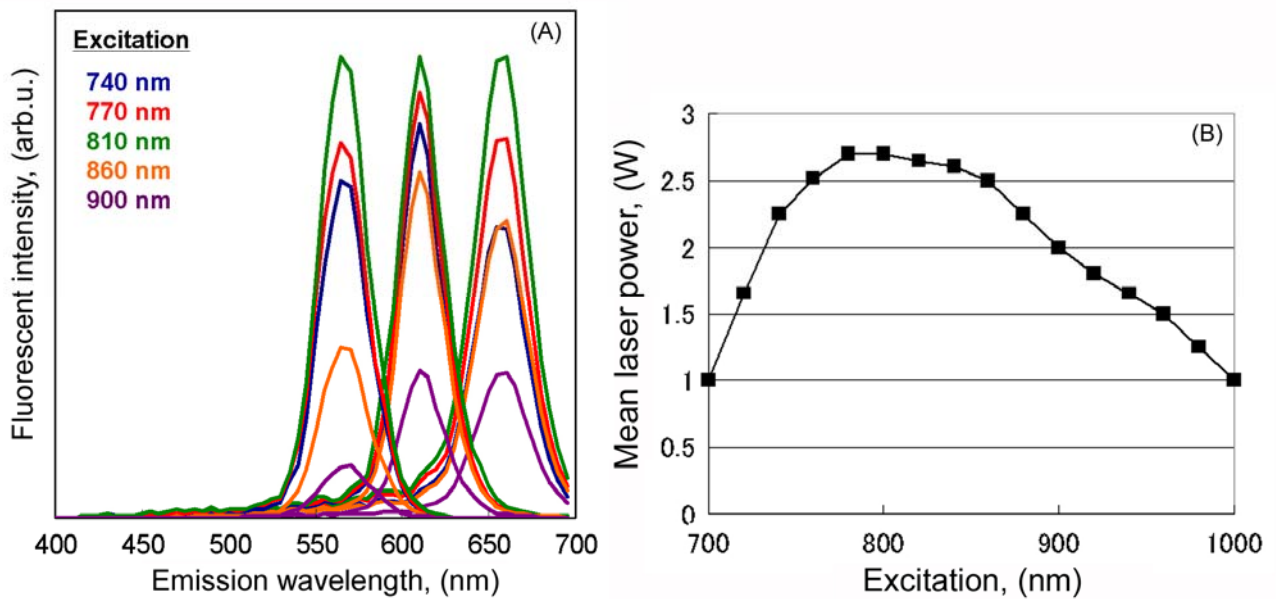 (A)
Excitation
740 nm
770 nm
810 nm
860 nm
900 nm
Fluorescent intensity, (arb.u.)
400 450 500 550 600 650 700
Emission wavelength, (nm)
(B)
3
2.5
2
1.5
1
0.5
0
Mean laser power, (W)
700 800 900 1000
Excitation, (nm)